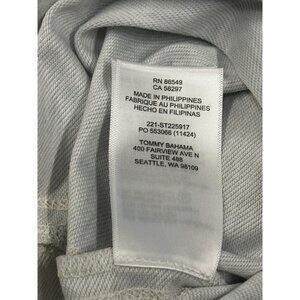 RN 86549
CA 58297
MADE IN PHILIPPINES
FABRIQUE AU PHILIPPINES
HECHO EN FILIPINAS
221-ST225917
PO 553066 (11424)
TOMMY BAHAMA
400 FAIRVIEW AVE N
SUITE 488
SEATTLE, WA 98109